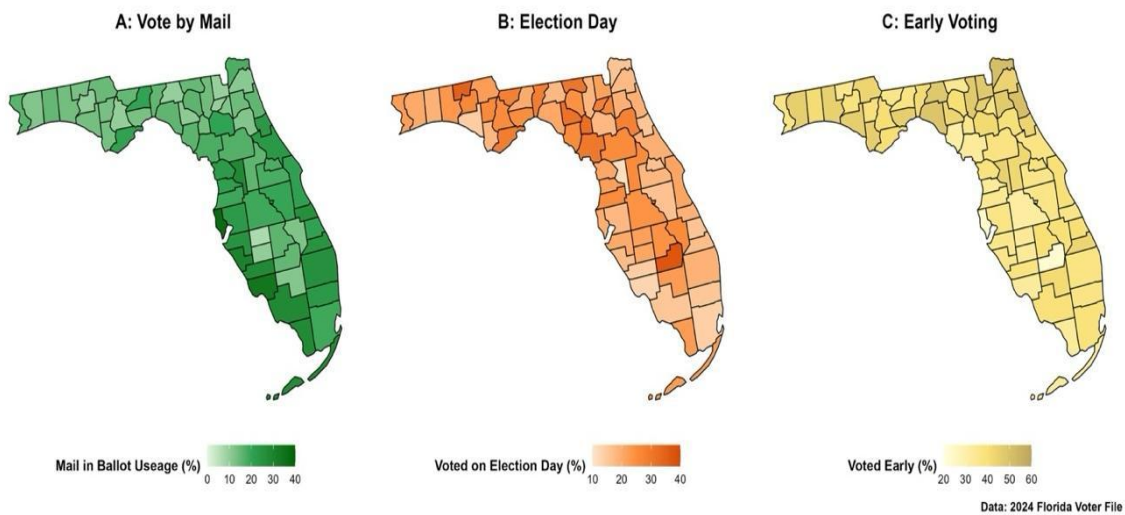 A: Vote by Mail
B: Election Day
C: Early Voting
Mail in Ballot Useage (%)
0 10 20 30 40
Voted on Election Day (%)
10 20 30 40
Voted Early (%)
20 30 40 50 60
Data: 2024 Florida Voter File